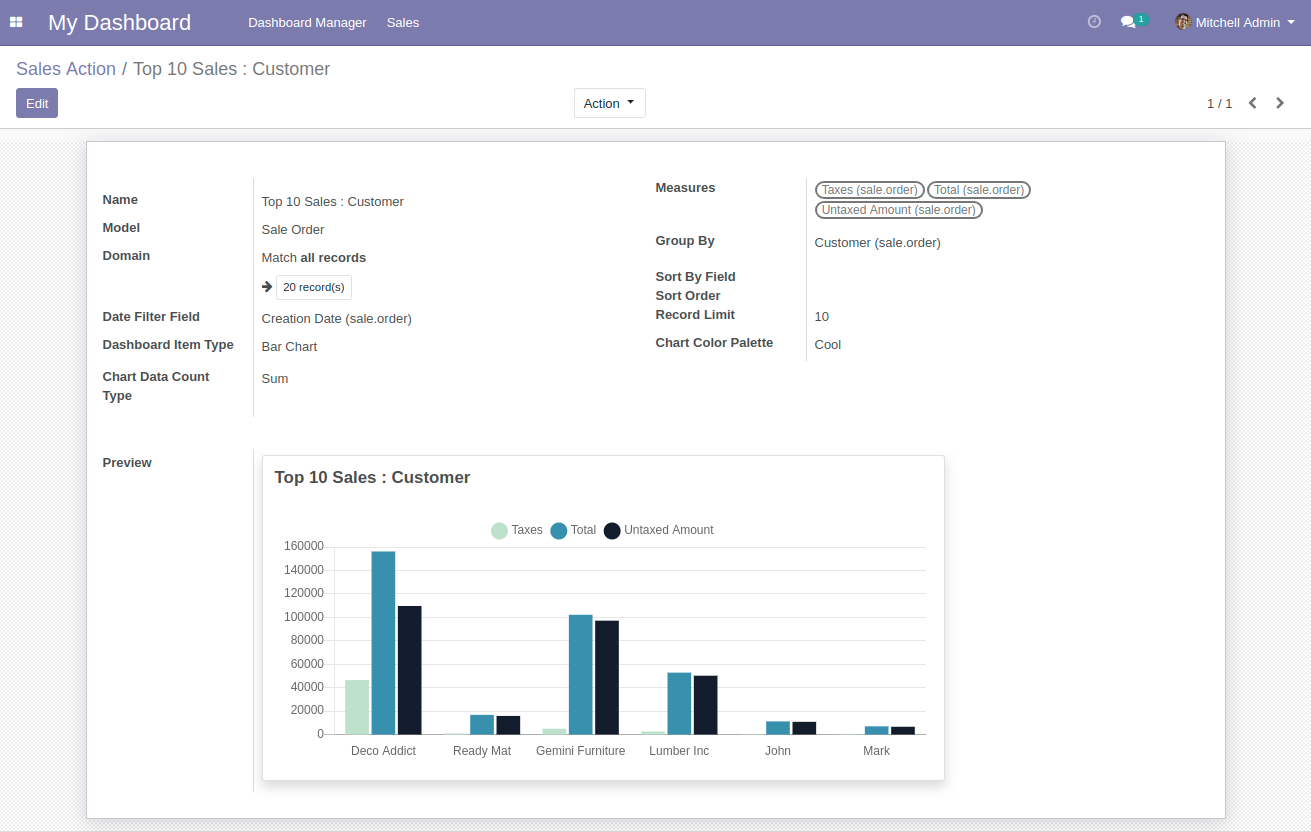 My Dashboard
Dashboard Manager
Sales
1
Mitchell Admin
Sales Action / Top 10 Sales : Customer
Edit
Action
1 / 1
Name
Top 10 Sales : Customer
Model
Sale Order
Domain
Match all records
20 record(s)
Date Filter Field
Creation Date (sale.order)
Dashboard Item Type
Bar Chart
Chart Data Count
Type
Sum
Measures
Taxes (sale.order)
Total (sale.order)
Untaxed Amount (sale.order)
Group By
Customer (sale.order)
Sort By Field
Sort Order
Record Limit
10
Chart Color Palette
Cool
Preview
Top 10 Sales : Customer
Taxes
Total
Untaxed Amount
160000
140000
120000
100000
80000
60000
40000
20000
0
Deco Addict
Ready Mat
Gemini Furniture
Lumber Inc
John
Mark